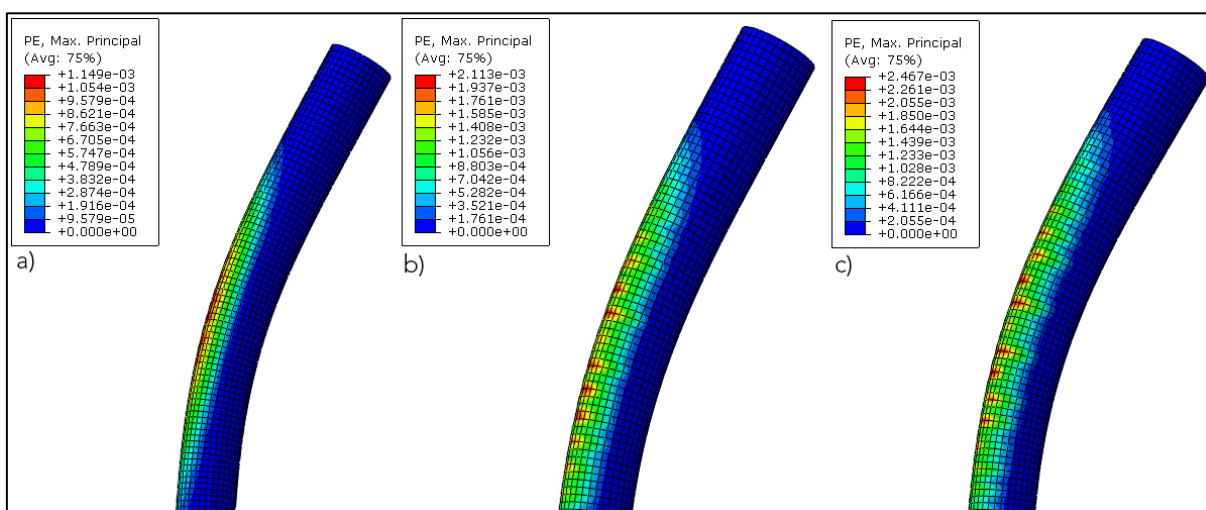 PE, Max. Principal
(Avg: 75%)
+1.149e-03
+1.054e-03
+9.579e-04
+8.621e-04
+7.663e-04
+6.705e-04
+5.747e-04
+4.789e-04
+3.832e-04
+2.874e-04
+1.916e-04
+9.579e-05
+0.000e+00
a)
PE, Max. Principal
(Avg: 75%)
+2.113e-03
+1.937e-03
+1.761e-03
+1.585e-03
+1.408e-03
+1.232e-03
+1.056e-03
+8.803e-04
+7.042e-04
+5.282e-04
+3.521e-04
+1.761e-04
+0.000e+00
b)
PE, Max. Principal
(Avg: 75%)
+2.467e-03
+2.261e-03
+2.055e-03
+1.850e-03
+1.644e-03
+1.439e-03
+1.233e-03
+1.028e-03
+8.222e-04
+6.166e-04
+4.111e-04
+2.055e-04
+0.000e+00
c)